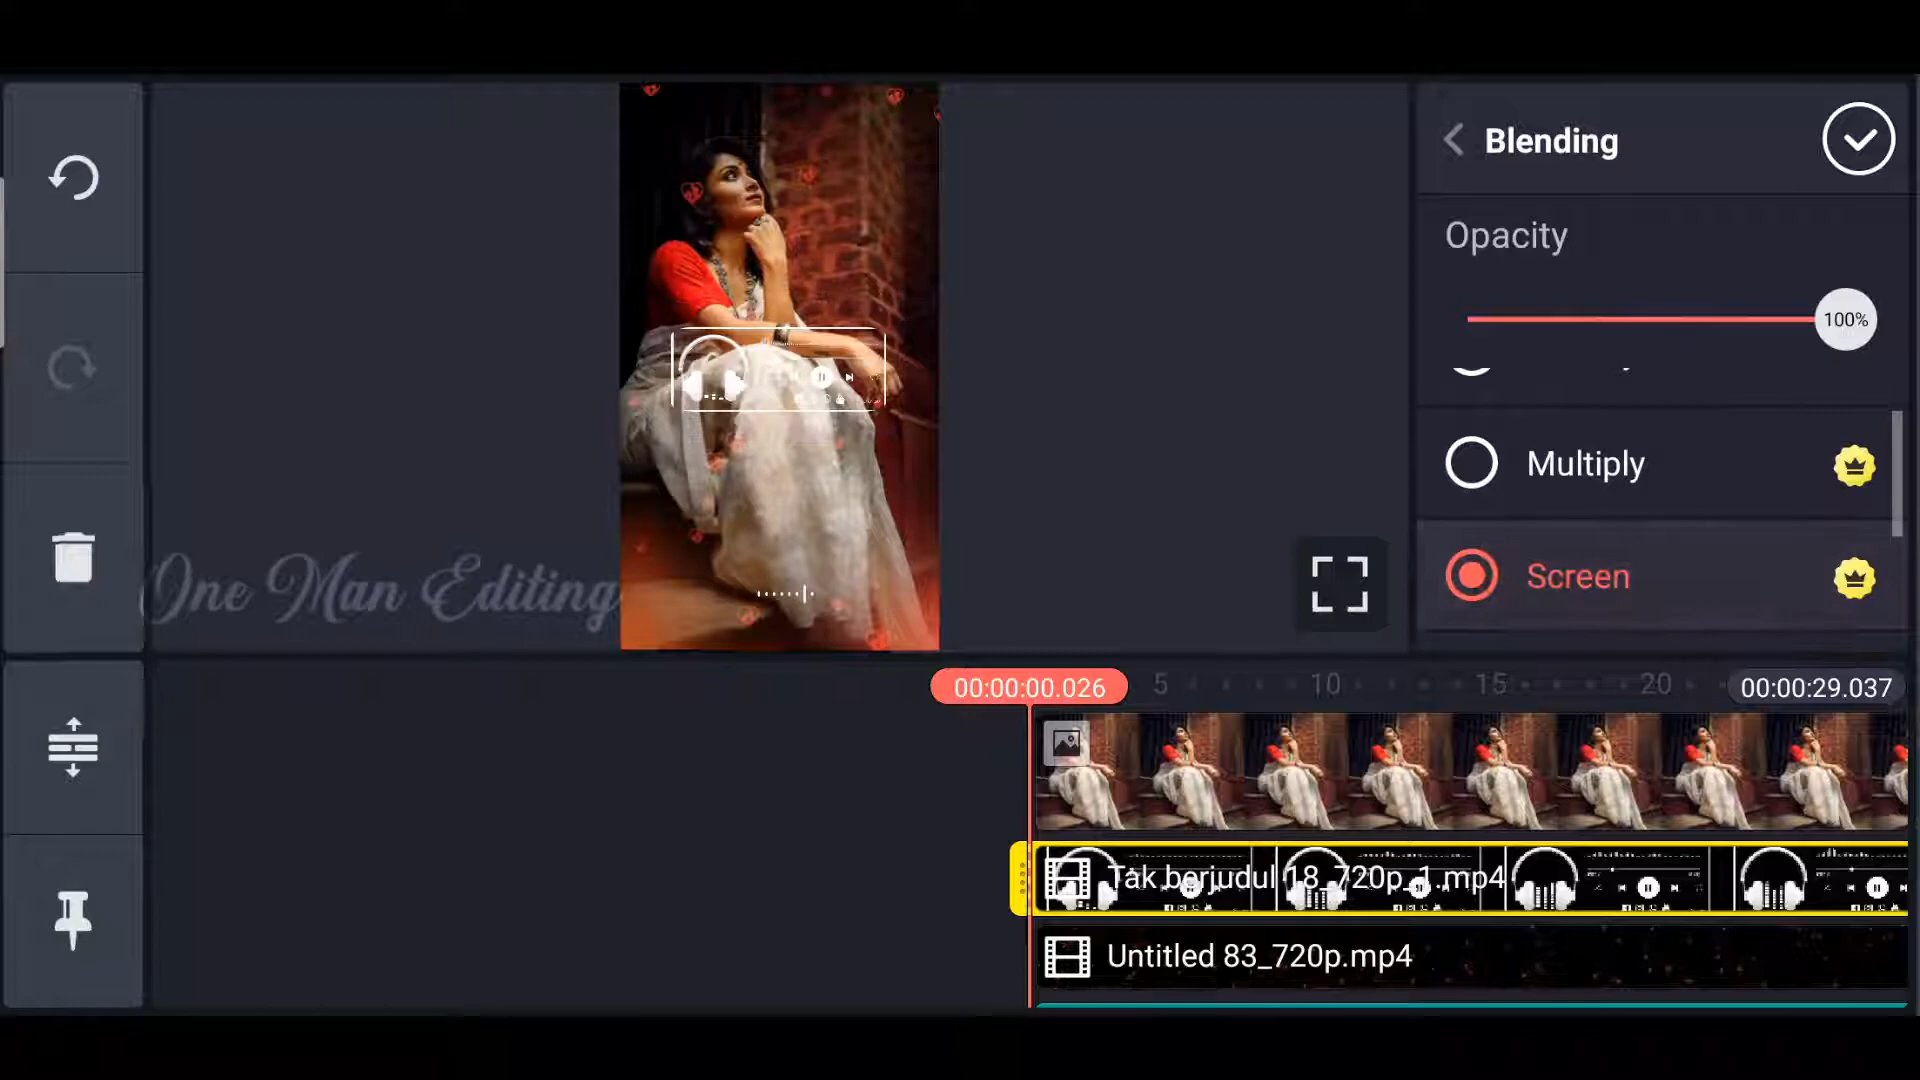 Blending
Opacity
100%
Multiply
Screen
One Man Editing
00:00:00.026
5
10
15
20
00:00:29.037
Tak berjudul 18_720p_1.mp4
Untitled 83_720p.mp4